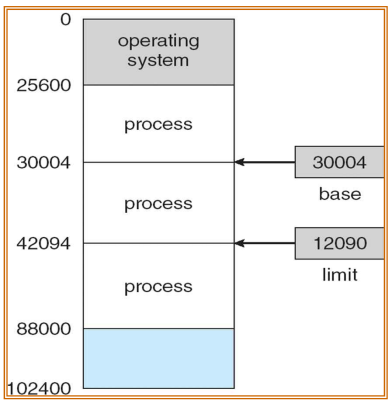 0
operating
system
25600
process
30004
30004
base
process
42094
12090
limit
process
88000
102400